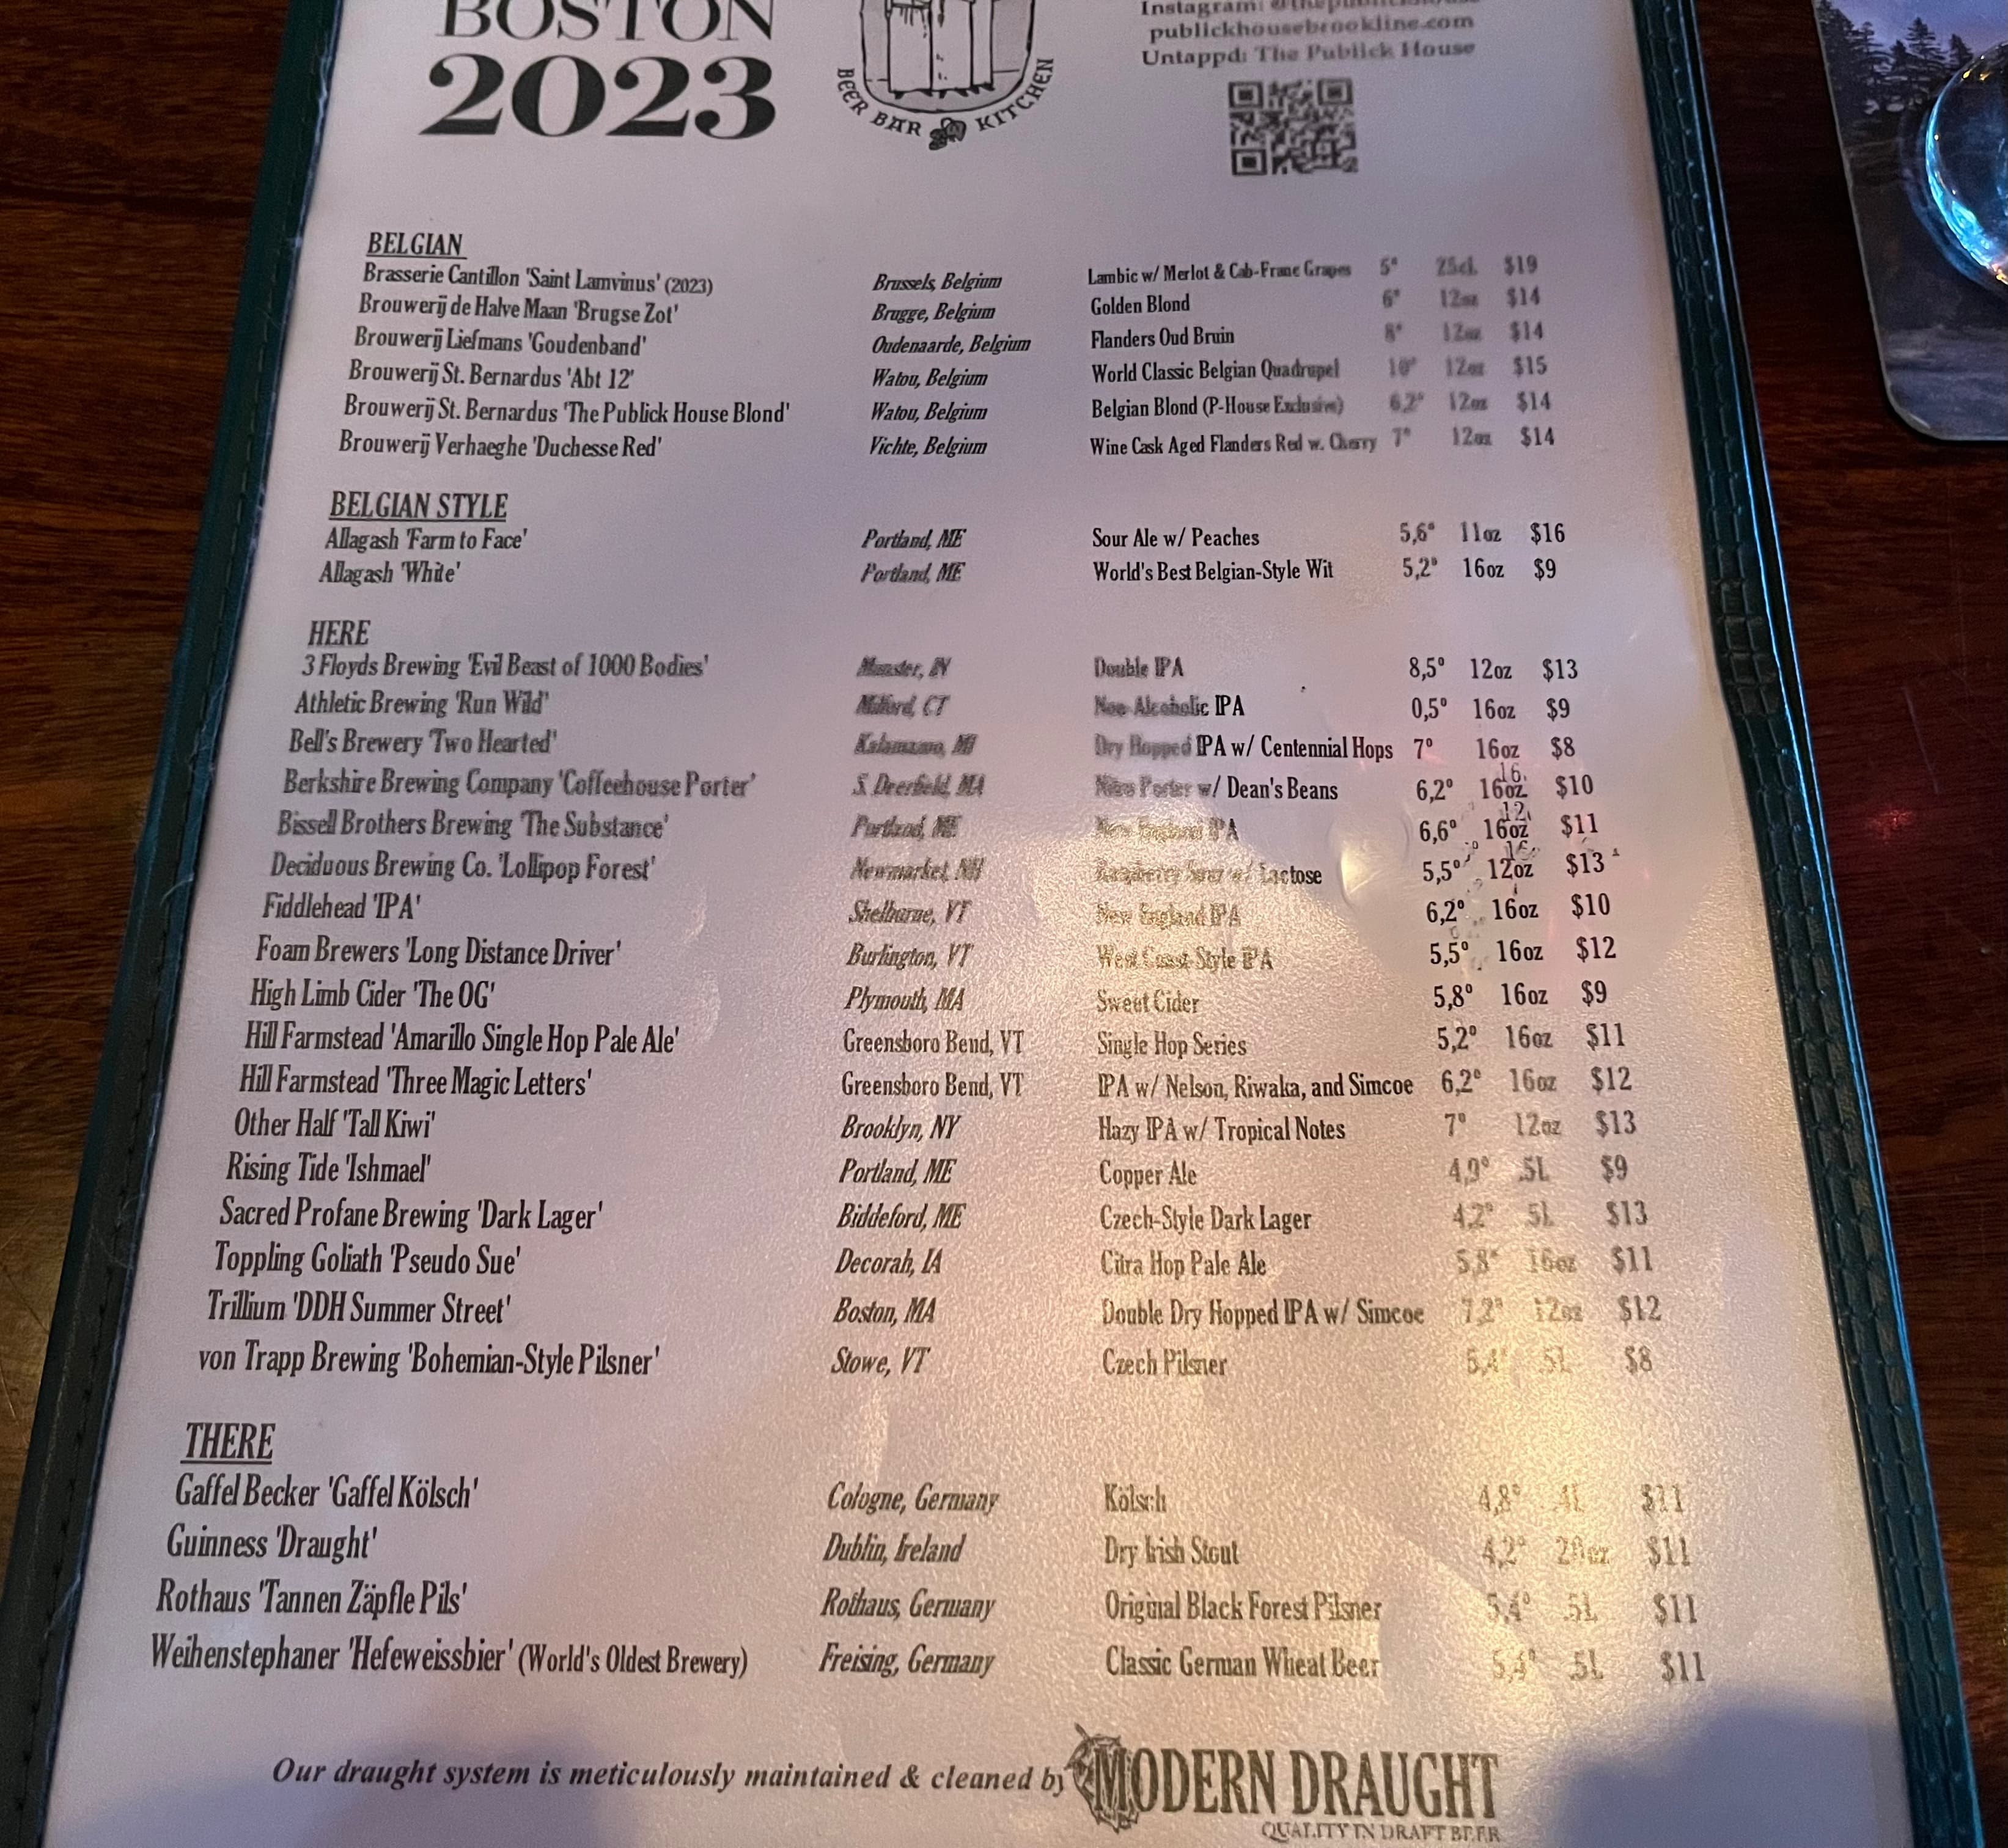 BOSTON
2023
BEER BAR KITCHEN
publickhousebrookline.com
Untappd: The Publick House
BELGIAN
Brasserie Cantillon 'Saint Lamvinus' (2023) Brussels, Belgium Lambic w/ Merlot & Cab-Franc Grapes 5° 25cl $19
Brouwerij de Halve Maan 'Brugse Zot' Brugge, Belgium Golden Blond 6° 12oz $14
Brouwerij Liefmans 'Goudenband' Oudenaarde, Belgium Flanders Oud Bruin 8° 12oz $14
Brouwerij St. Bernardus 'Abt 12' Watou, Belgium World Classic Belgian Quadrupel 10° 12oz $15
Brouwerij St. Bernardus 'The Publick House Blond' Watou, Belgium Belgian Blond (P-House Exclusive) 6,2° 12oz $14
Brouwerij Verhaeghe 'Duchesse Red' Vichte, Belgium Wine Cask Aged Flanders Red w. Cherry 7° 12oz $14
BELGIAN STYLE
Allagash 'Farm to Face' Portland, ME Sour Ale w/ Peaches 5,6° 11oz $16
Allagash 'White' Portland, ME World's Best Belgian-Style Wit 5,2° 16oz $9
HERE
3 Floyds Brewing 'Evil Beast of 1000 Bodies' Munster, IN Double IPA 8,5° 12oz $13
Athletic Brewing 'Run Wild' Milford, CT Non-Alcoholic IPA 0,5° 16oz $9
Bell's Brewery 'Two Hearted' Kalamazoo, MI Dry Hopped IPA w/ Centennial Hops 7° 16oz $8
Berkshire Brewing Company 'Coffeehouse Porter' S. Deerfield, MA Nitro Porter w/ Dean's Beans 6,2° 16oz $10
Bissell Brothers Brewing 'The Substance' Portland, ME New England IPA 6,6° 16oz $11
Deciduous Brewing Co. 'Lollipop Forest' Newmarket, NH Raspberry Sour w/ Lactose 5,5° 12oz $13
Fiddlehead 'IPA' Shelburne, VT New England IPA 6,2° 16oz $10
Foam Brewers 'Long Distance Driver' Burlington, VT West Coast-Style IPA 5,5° 16oz $12
High Limb Cider 'The OG' Plymouth, MA Sweet Cider 5,8° 16oz $9
Hill Farmstead 'Amarillo Single Hop Pale Ale' Greensboro Bend, VT Single Hop Series 5,2° 16oz $11
Hill Farmstead 'Three Magic Letters' Greensboro Bend, VT IPA w/ Nelson, Riwaka, and Simcoe 6,2° 16oz $12
Other Half 'Tall Kiwi' Brooklyn, NY Hazy IPA w/ Tropical Notes 7° 12oz $13
Rising Tide 'Ishmael' Portland, ME Copper Ale 4,9° .5L $9
Sacred Profane Brewing 'Dark Lager' Biddeford, ME Czech-Style Dark Lager 4,2° .5L $13
Toppling Goliath 'Pseudo Sue' Decorah, IA Citra Hop Pale Ale 5,8° 16oz $11
Trillium 'DDH Summer Street' Boston, MA Double Dry Hopped IPA w/ Simcoe 7,2° 12oz $12
von Trapp Brewing 'Bohemian-Style Pilsner' Stowe, VT Czech Pilsner 5,4° .5L $8
THERE
Gaffel Becker 'Gaffel Kölsch' Cologne, Germany Kölsch 4,8° .4L $11
Guinness 'Draught' Dublin, Ireland Dry Irish Stout 4,2° 20oz $11
Rothaus 'Tannen Zäpfle Pils' Rothaus, Germany Original Black Forest Pilsner 5,4° .5L $11
Weihenstephaner 'Hefeweissbier' (World's Oldest Brewery) Freising, Germany Classic German Wheat Beer 5,4° .5L $11
Our draught system is meticulously maintained & cleaned by MODERN DRAUGHT
QUALITY IN DRAFT BEER